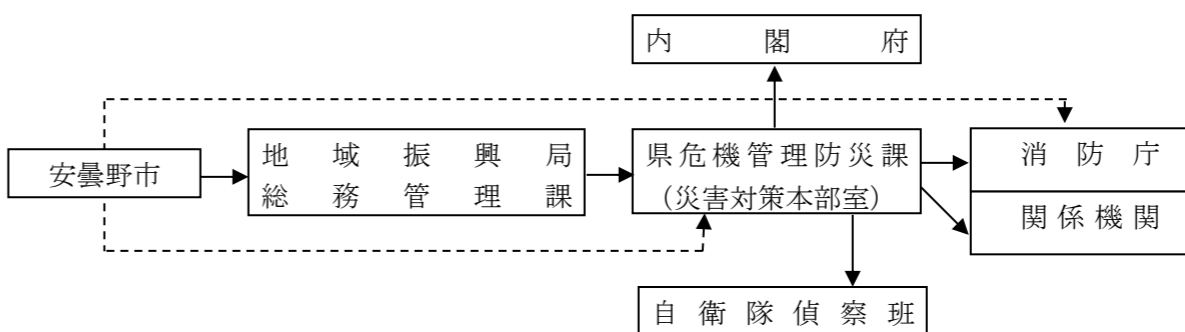 内閣府
安曇野市
地域振興局
総務管理課
県危機管理防災課
（災害対策本部室）
消防庁
関係機関
自衛隊偵察班